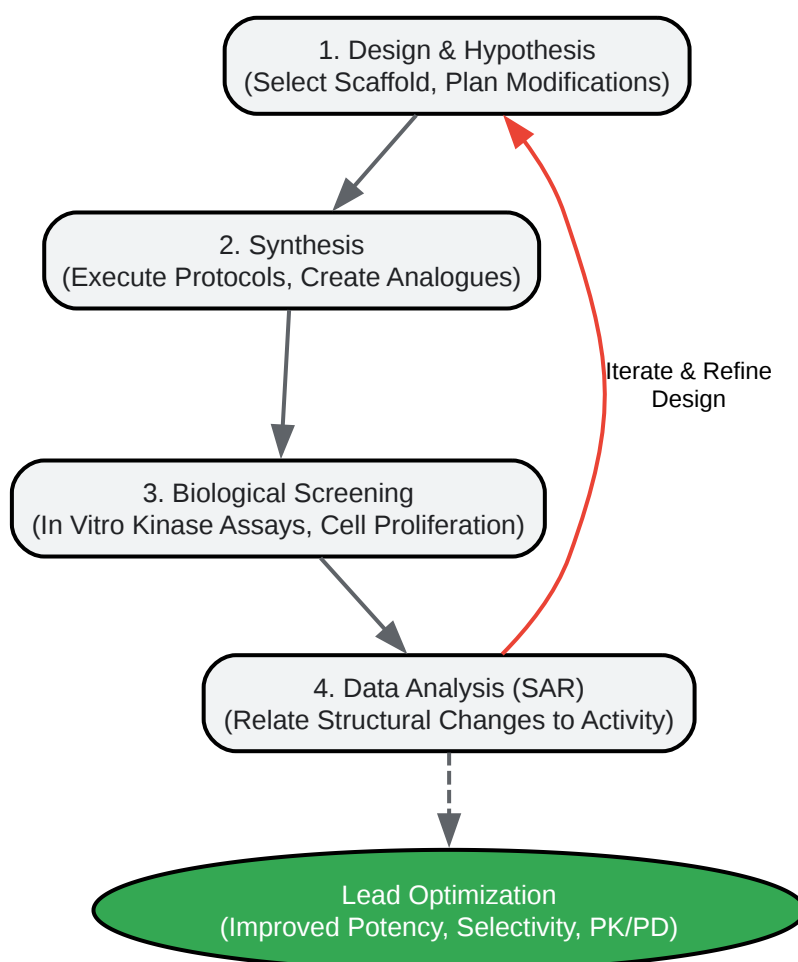 1. Design & Hypothesis
(Select Scaffold, Plan Modifications)
2. Synthesis
(Execute Protocols, Create Analogues)
Iterate & Refine
Design
3. Biological Screening
(In Vitro Kinase Assays, Cell Proliferation)
4. Data Analysis (SAR)
(Relate Structural Changes to Activity)
Lead Optimization
(Improved Potency, Selectivity, PK/PD)